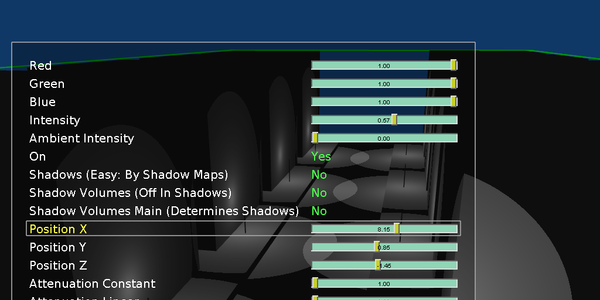 Red 1.00
Green 1.00
Blue 1.00
Intensity 0.57
Ambient Intensity 0.00
On Yes
Shadows (Easy: By Shadow Maps) No
Shadow Volumes (Off In Shadows) No
Shadow Volumes Main (Determines Shadows) No
Position X 8.15
Position Y
Position Z
Attenuation Constant 1.00